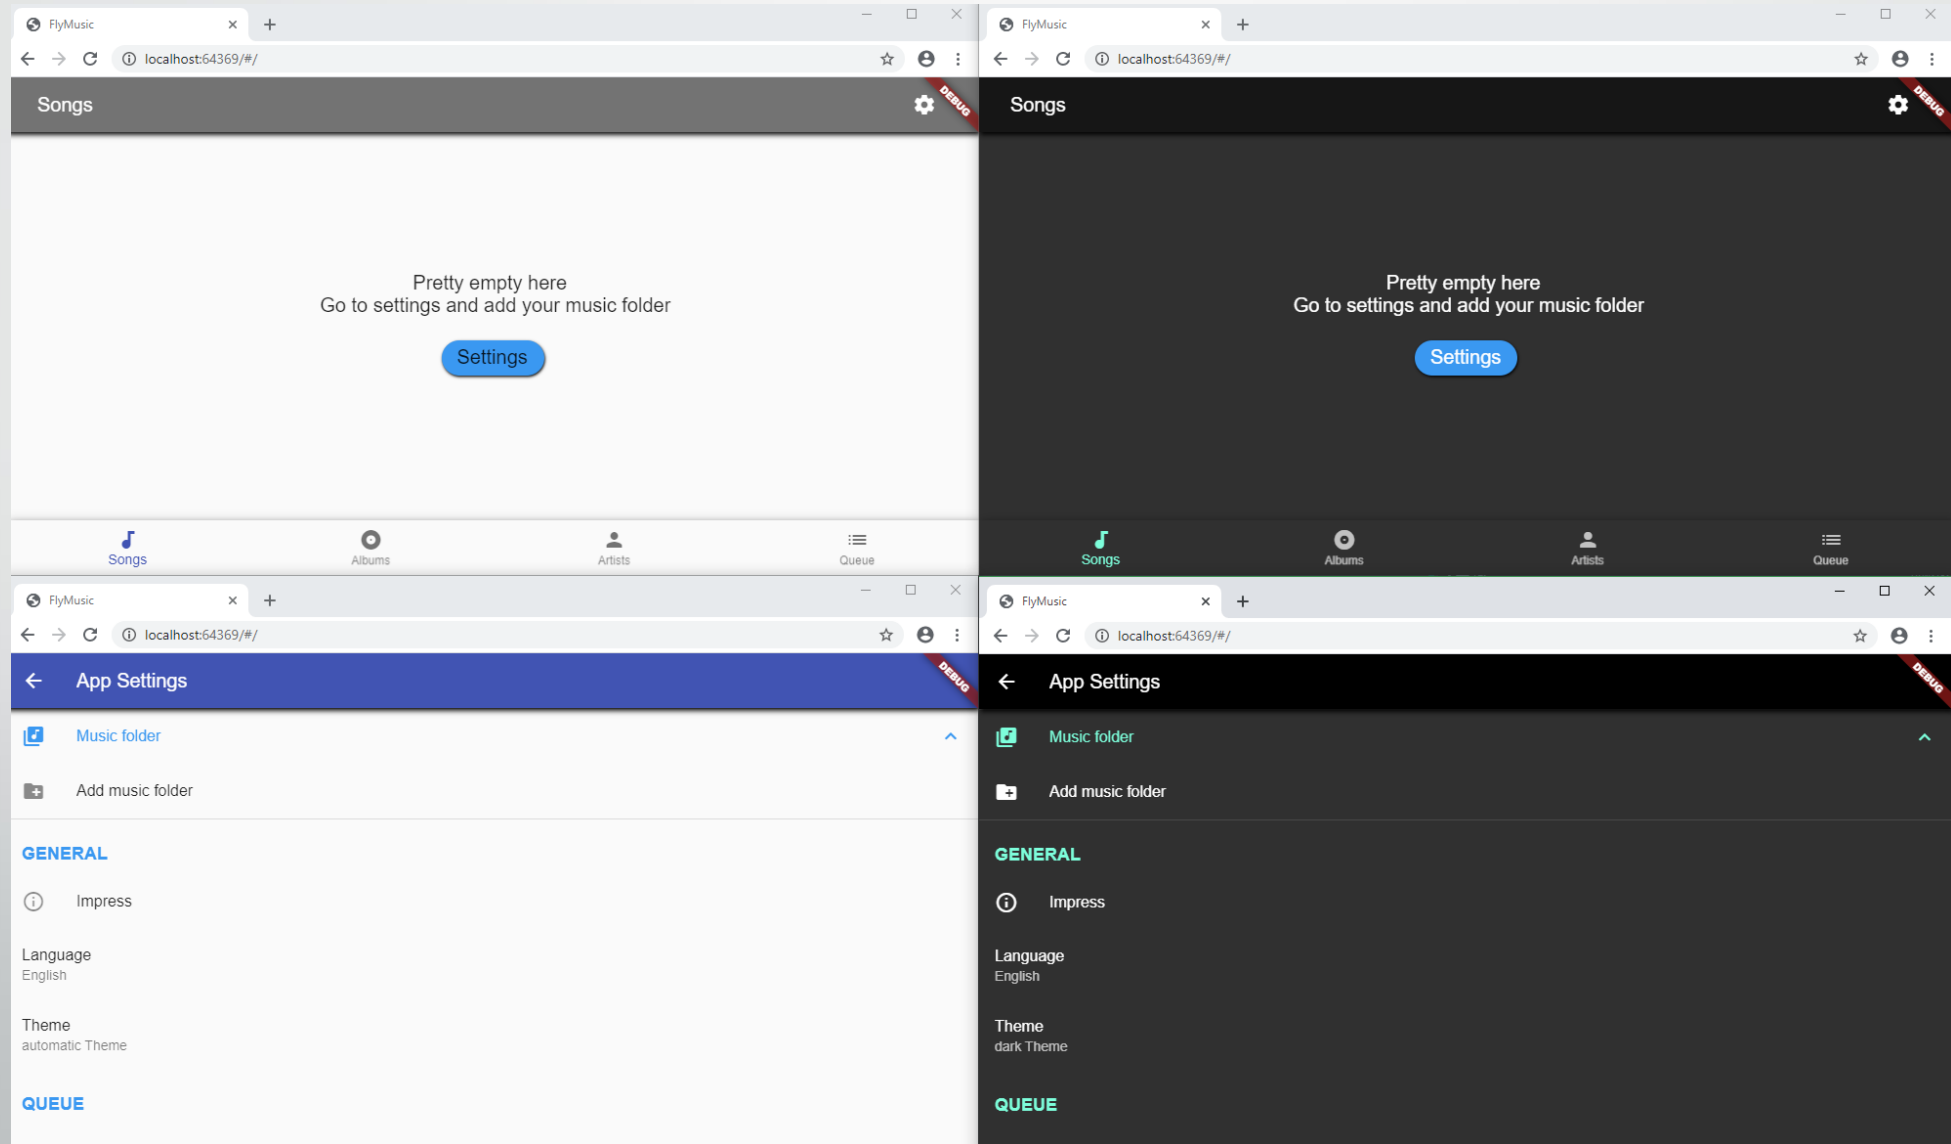 FlyMusic
localhost:64369/#/
Songs
DEBUG
Pretty empty here
Go to settings and add your music folder
Settings
Songs
Albums
Artists
Queue
FlyMusic
localhost:64369/#/
Songs
DEBUG
Pretty empty here
Go to settings and add your music folder
Settings
Songs
Albums
Artists
Queue
FlyMusic
localhost:64369/#/
App Settings
DEBUG
Music folder
Add music folder
GENERAL
Impress
Language
English
Theme
automatic Theme
QUEUE
FlyMusic
localhost:64369/#/
App Settings
DEBUG
Music folder
Add music folder
GENERAL
Impress
Language
English
Theme
dark Theme
QUEUE